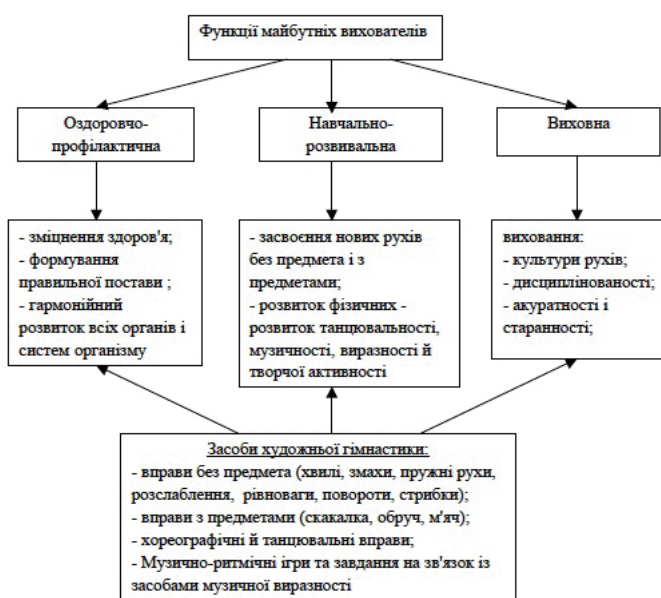 Функції майбутніх вихователів
Оздоровчо-
профілактична
Навчально-
розвивальна
Виховна
- зміцнення здоров'я;
- формування
правильної постави ;
- гармонійний
розвиток всіх органів і
систем організму
- засвоєння нових рухів
без предмета і з
предметами;
- розвиток фізичних -
розвиток танцювальності,
музичності, виразності й
творчої активності
виховання:
- культури рухів;
- дисциплінованості;
- акуратності і
старанності;
Засоби художньої гімнастики:
- вправи без предмета (хвилі, змахи, пружні рухи,
розслаблення, рівноваги, повороти, стрибки);
- вправи з предметами (скакалка, обруч, м'яч);
- хореографічні й танцювальні вправи;
- Музично-ритмічні ігри та завдання на зв'язок із
засобами музичної виразності